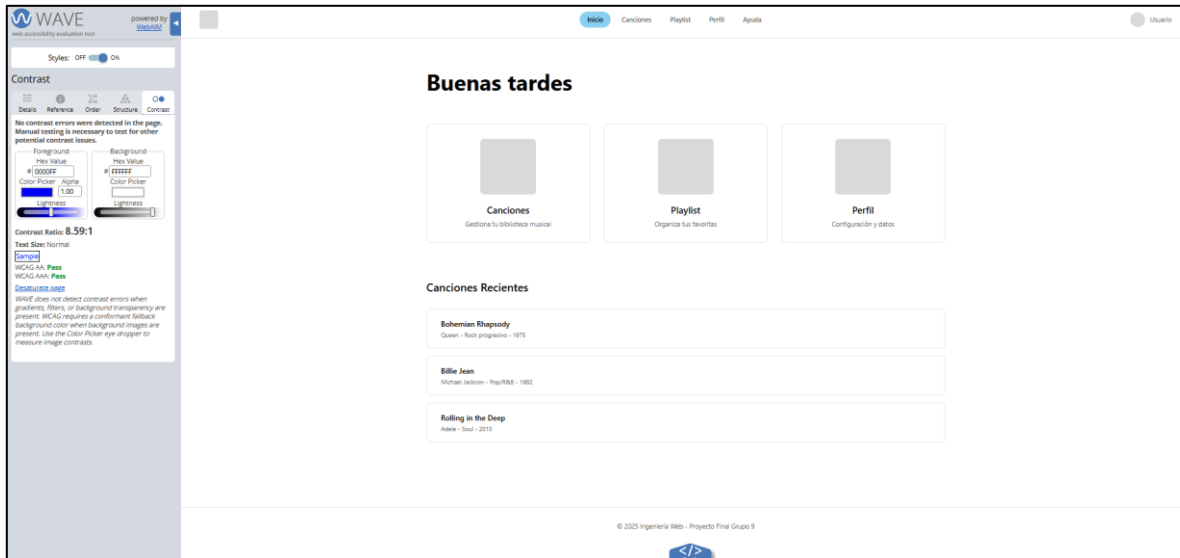 WAVE
powered by
WebAIM
web accessibility evaluation tool
Styles: OFF ON
Contrast
Details Reference Order Structure Contrast
No contrast errors were detected in the page.
Manual testing is necessary to test for other
potential contrast issues.
Foreground
Hex Value
# 0000FF
Color Picker Alpha
1.00
Lightness
Background
Hex Value
# FFFFFF
Color Picker
Lightness
Contrast Ratio: 8.59:1
Text Size: Normal
Sample
WCAG AA: Pass
WCAG AAA: Pass
Desaturate page
WAVE does not detect contrast errors when
gradients, filters, or background transparency are
present. WCAG requires a conformant fallback
background color when background images are
present. Use the Color Picker eye dropper to
measure image contrasts.
Inicio Canciones Playlist Perfil Ayuda
Usuario
Buenas tardes
Canciones
Gestiona tu biblioteca musical
Playlist
Organiza tus favoritas
Perfil
Configuración y datos
Canciones Recientes
Bohemian Rhapsody
Queen - Rock progresivo - 1975
Billie Jean
Michael Jackson - Pop/R&B - 1982
Rolling in the Deep
Adele - Soul - 2010
© 2025 Ingeniería Web - Proyecto Final Grupo 9
</>